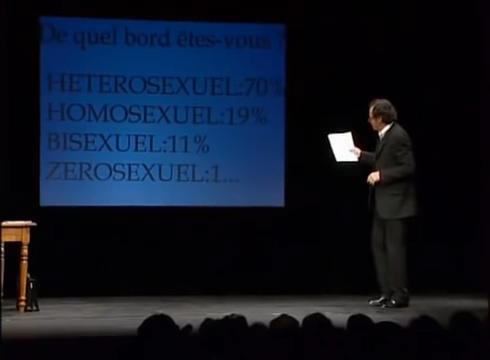 De quel bord êtes-vous ?
HETEROSEXUEL:70%
HOMOSEXUEL:19%
BISEXUEL:11%
ZEROSEXUEL:1...